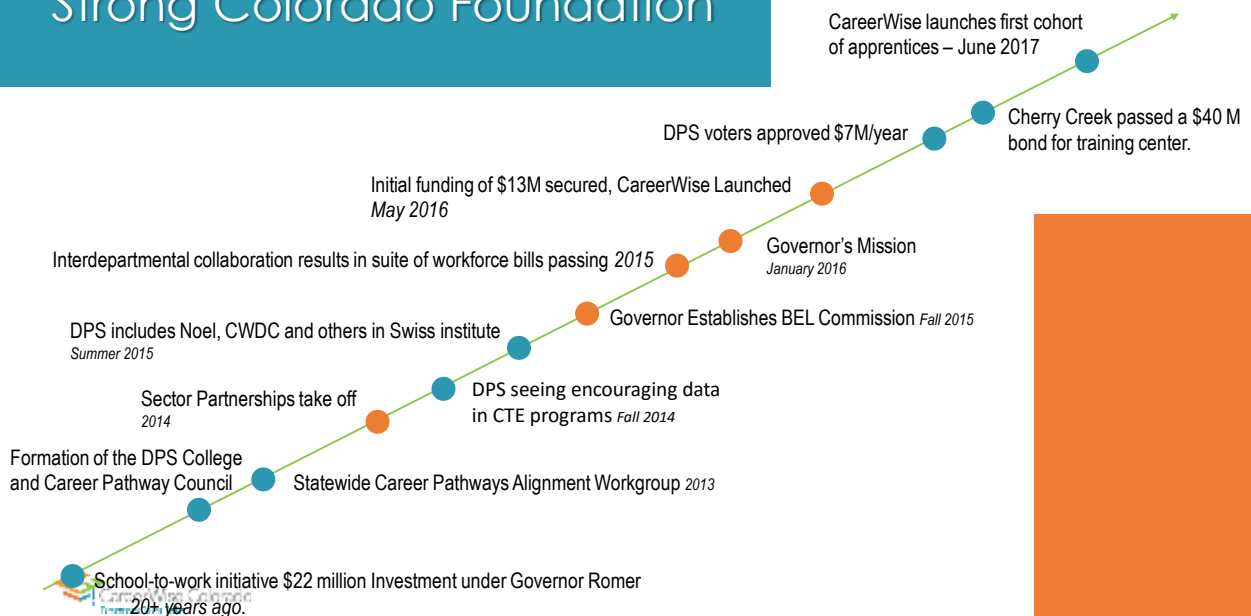 Strong Colorado Foundation
CareerWise launches first cohort
of apprentices – June 2017
Cherry Creek passed a $40 M
bond for training center.
DPS voters approved $7M/year
Initial funding of $13M secured, CareerWise Launched
May 2016
Governor's Mission
January 2016
Interdepartmental collaboration results in suite of workforce bills passing 2015
Governor Establishes BEL Commission Fall 2015
DPS includes Noel, CWDC and others in Swiss institute
Summer 2015
DPS seeing encouraging data
in CTE programs Fall 2014
Sector Partnerships take off
2014
Formation of the DPS College
and Career Pathway Council
Statewide Career Pathways Alignment Workgroup 2013
School-to-work initiative $22 million Investment under Governor Romer
20+ years ago.
CareerWise Colorado